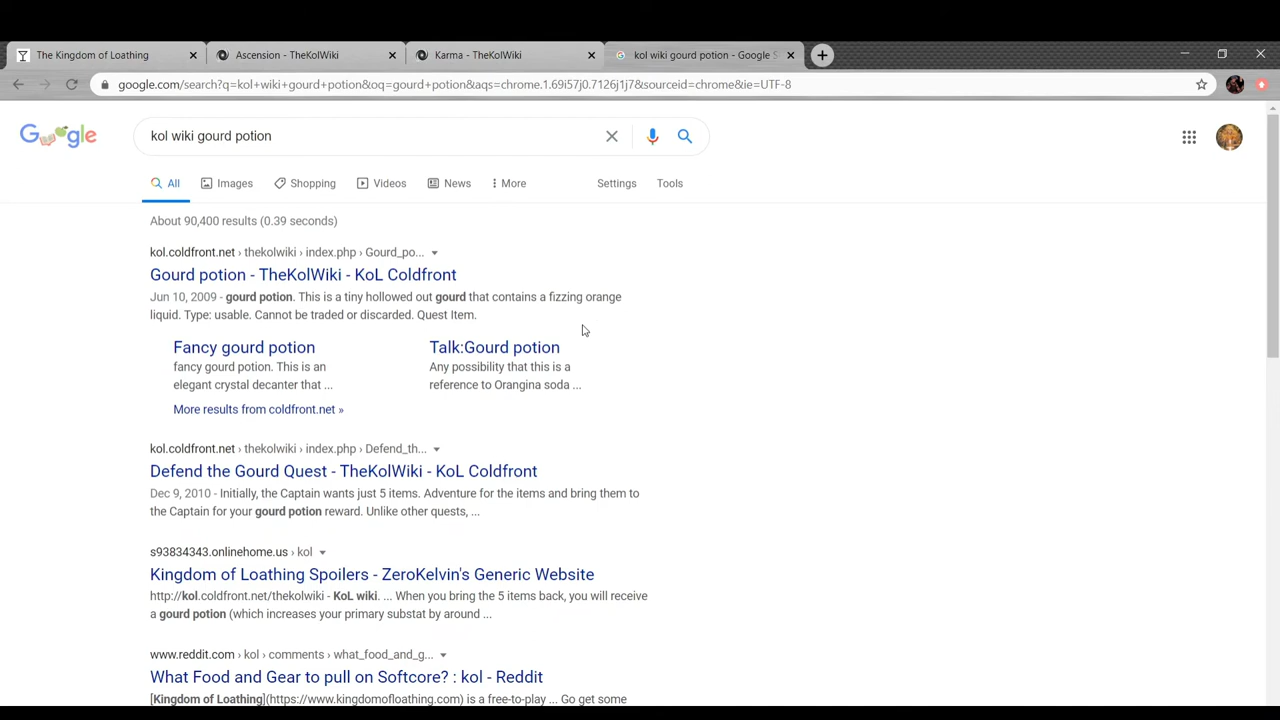 The Kingdom of Loathing
Ascension - TheKolWiki
Karma - TheKolWiki
kol wiki gourd potion - Google S
google.com/search?q=kol+wiki+gourd+potion&oq=gourd+potion&aqs=chrome.1.69i57j0.7126j1j7&sourceid=chrome&ie=UTF-8
Google
kol wiki gourd potion
All
Images
Shopping
Videos
News
More
Settings
Tools
About 90,400 results (0.39 seconds)
kol.coldfront.net › thekolwiki › index.php › Gourd_po...
Gourd potion - TheKolWiki - KoL Coldfront
Jun 10, 2009 - gourd potion. This is a tiny hollowed out gourd that contains a fizzing orange
liquid. Type: usable. Cannot be traded or discarded. Quest Item.
Fancy gourd potion
fancy gourd potion. This is an
elegant crystal decanter that ...
Talk:Gourd potion
Any possibility that this is a
reference to Orangina soda ...
More results from coldfront.net »
kol.coldfront.net › thekolwiki › index.php › Defend_th...
Defend the Gourd Quest - TheKolWiki - KoL Coldfront
Dec 9, 2010 - Initially, the Captain wants just 5 items. Adventure for the items and bring them to
the Captain for your gourd potion reward. Unlike other quests, ...
s93834343.onlinehome.us › kol
Kingdom of Loathing Spoilers - ZeroKelvin's Generic Website
http://kol.coldfront.net/thekolwiki - KoL wiki. ... When you bring the 5 items back, you will receive
a gourd potion (which increases your primary substat by around ...
www.reddit.com › kol › comments › what_food_and_g...
What Food and Gear to pull on Softcore? : kol - Reddit
[Kingdom of Loathing](https://www.kingdomofloathing.com) is a free-to-play ... Go get some